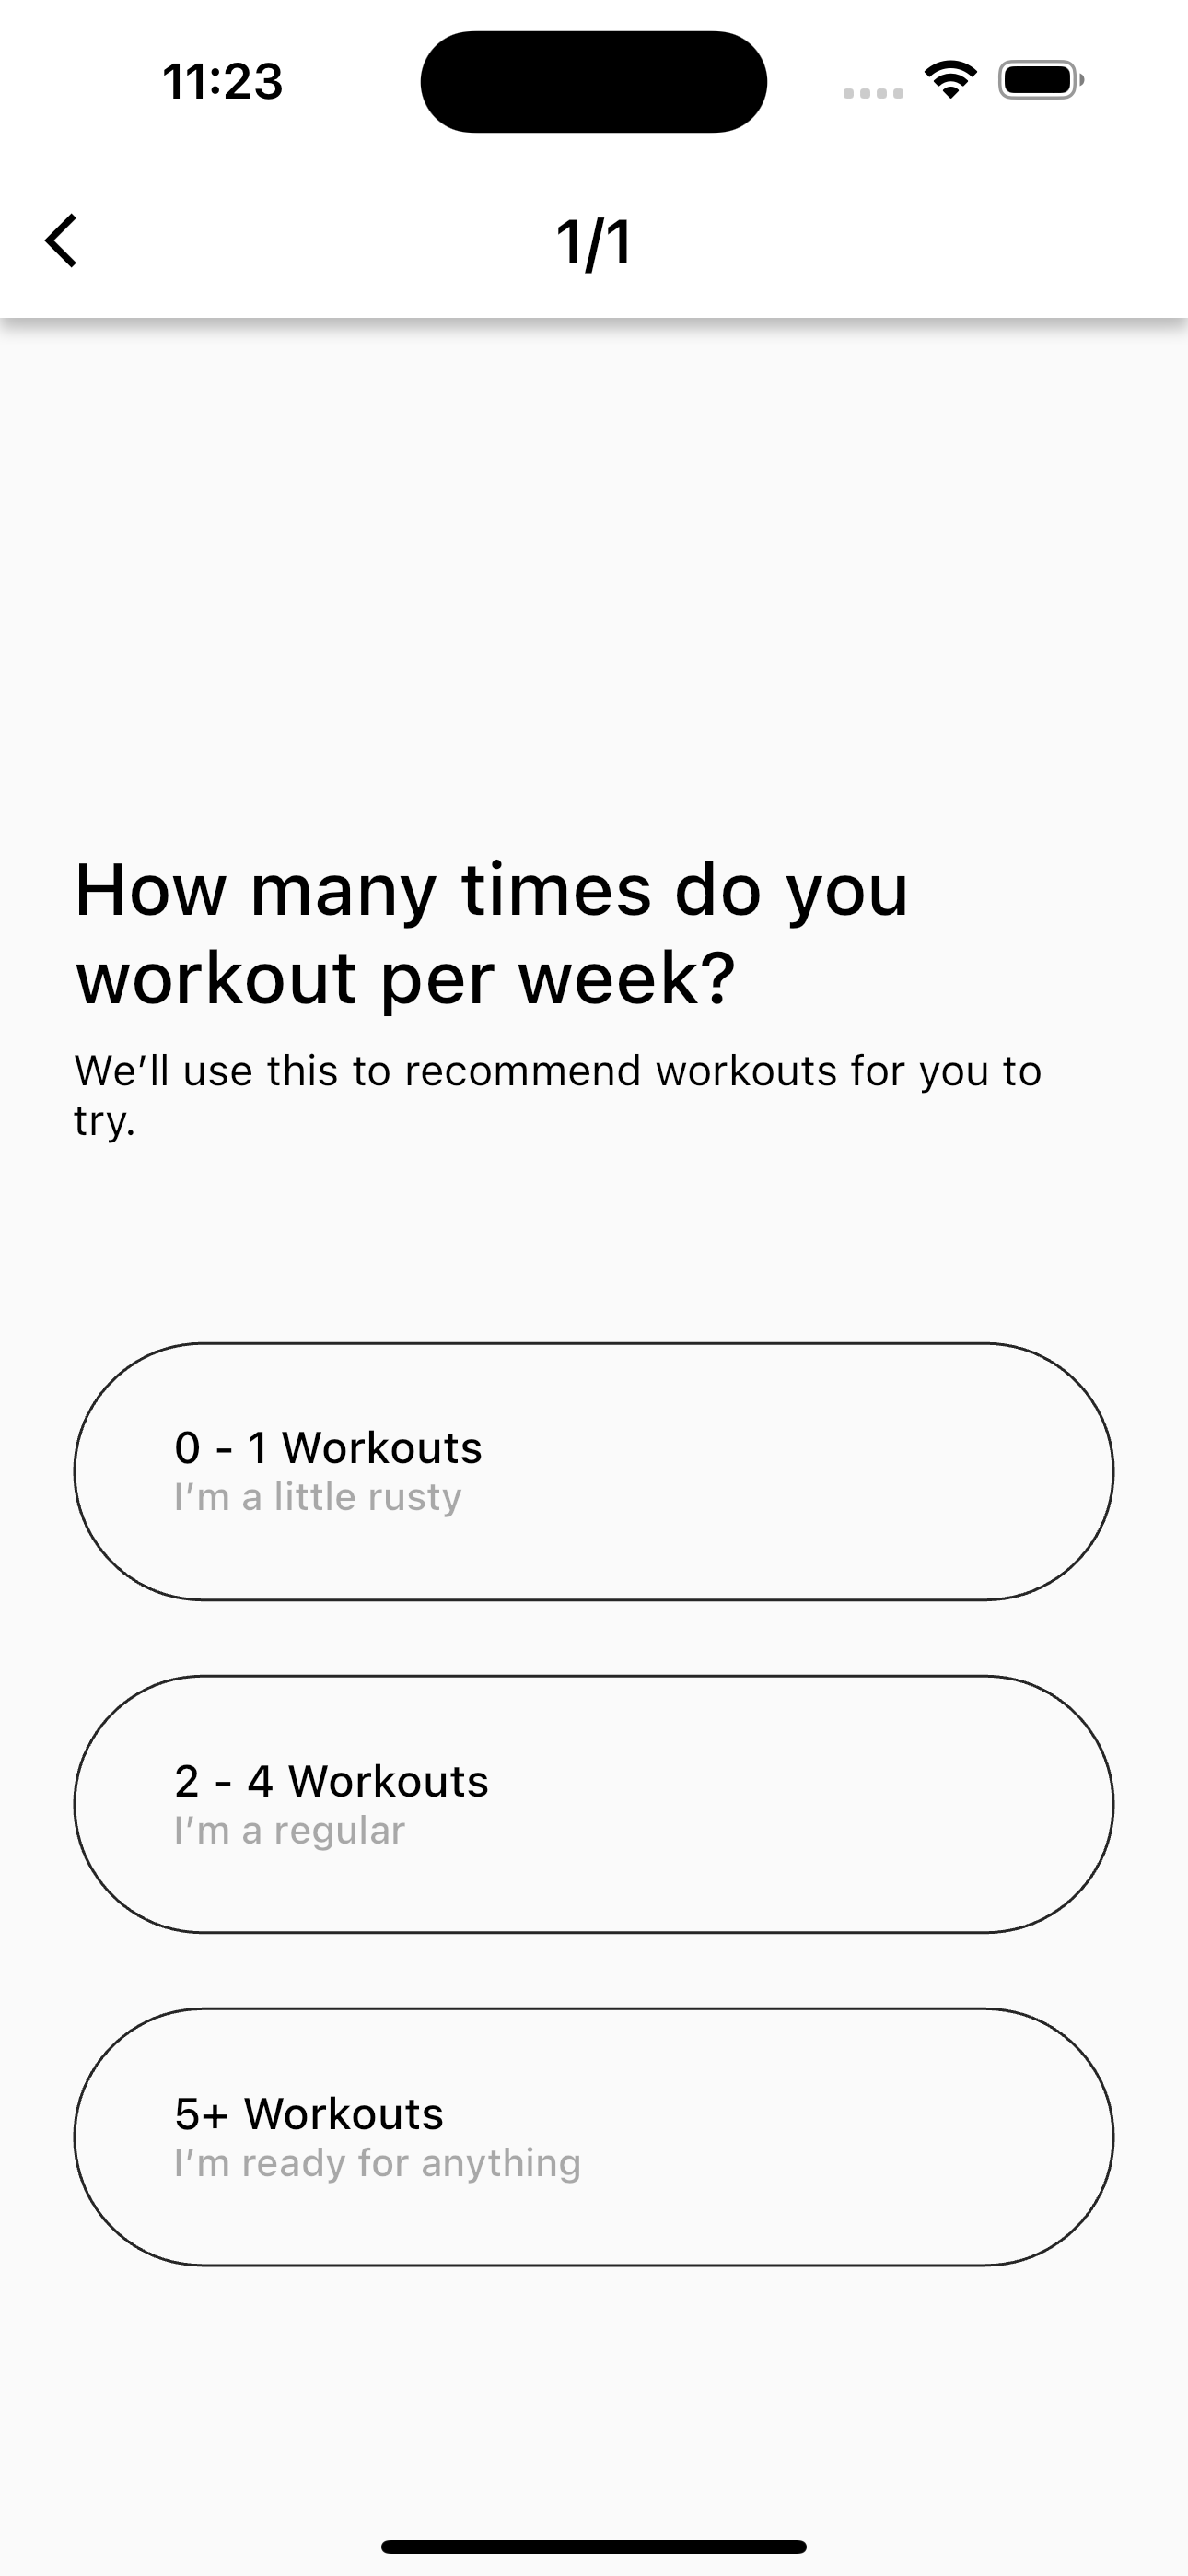 11:23
1/1
How many times do you
workout per week?
We’ll use this to recommend workouts for you to
try.
0 - 1 Workouts
I’m a little rusty
2 - 4 Workouts
I’m a regular
5+ Workouts
I’m ready for anything